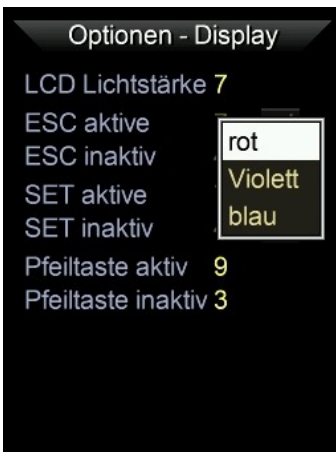 Optionen - Display
LCD Lichtstärke 7
ESC aktive
ESC inaktiv
SET aktive
SET inaktiv
rot
Violett
blau
Pfeiltaste aktiv 9
Pfeiltaste inaktiv 3